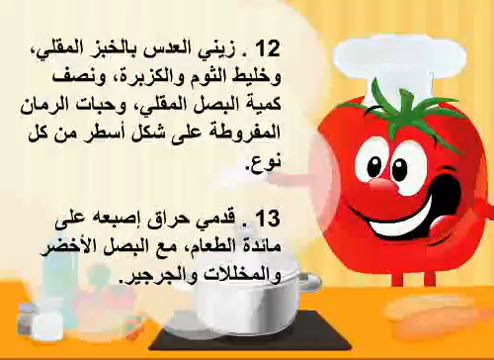 12 . زيني العدس بالخبز المقلي،
وخليط الثوم والكزبرة، ونصف
كمية البصل المقلي، وحبات الرمان
المفروطة على شكل أسطر من كل
نوع.
13 . قدمي حراق إصبعه على
مائدة الطعام، مع البصل الأخضر
والمخللات والجرجير.